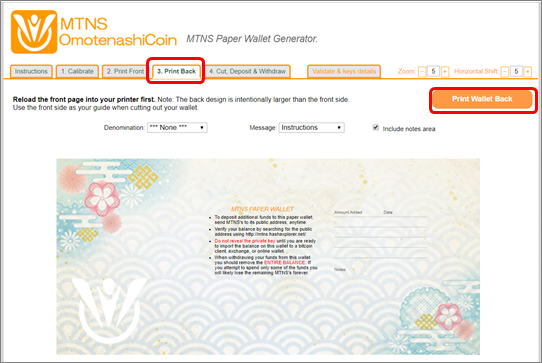 MTNS
OmotenashiCoin
MTNS Paper Wallet Generator.
Instructions
1. Calibrate
2. Print Front
3. Print Back
4. Cut, Deposit & Withdraw
Validate & keys details
Zoom: - 5 +
Horizontal Shift: - 5 +
Reload the front page into your printer first. Note: The back design is intentionally larger than the front side.
Use the front side as your guide when cutting out your wallet.
Print Wallet Back
Denomination: *** None ***
Message: Instructions
Include notes area
MTNS PAPER WALLET
To deposit additional funds to this paper wallet,
send MTNS's to its public address, anytime.
Verify your balance by searching for the public
address using http://mtns.hashexplorer.net/
Do not reveal the private key until you are ready
to import the balance on this wallet to a bitcoin
client, exchange, or online wallet.
When withdrawing your funds from this wallet
you should remove the ENTIRE BALANCE. If
you attempt to spend only some of the funds you
will likely lose the remaining MTNS's forever.
Amount Added
Date
Notes